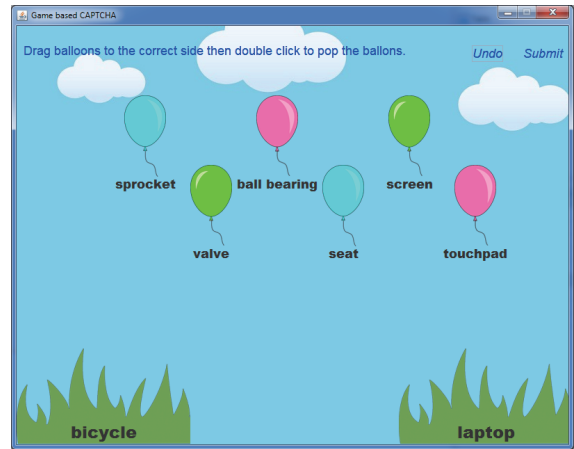 Game based CAPTCHA
Drag balloons to the correct side then double click to pop the ballons.
Undo Submit
sprocket ball bearing screen
valve seat touchpad
bicycle laptop